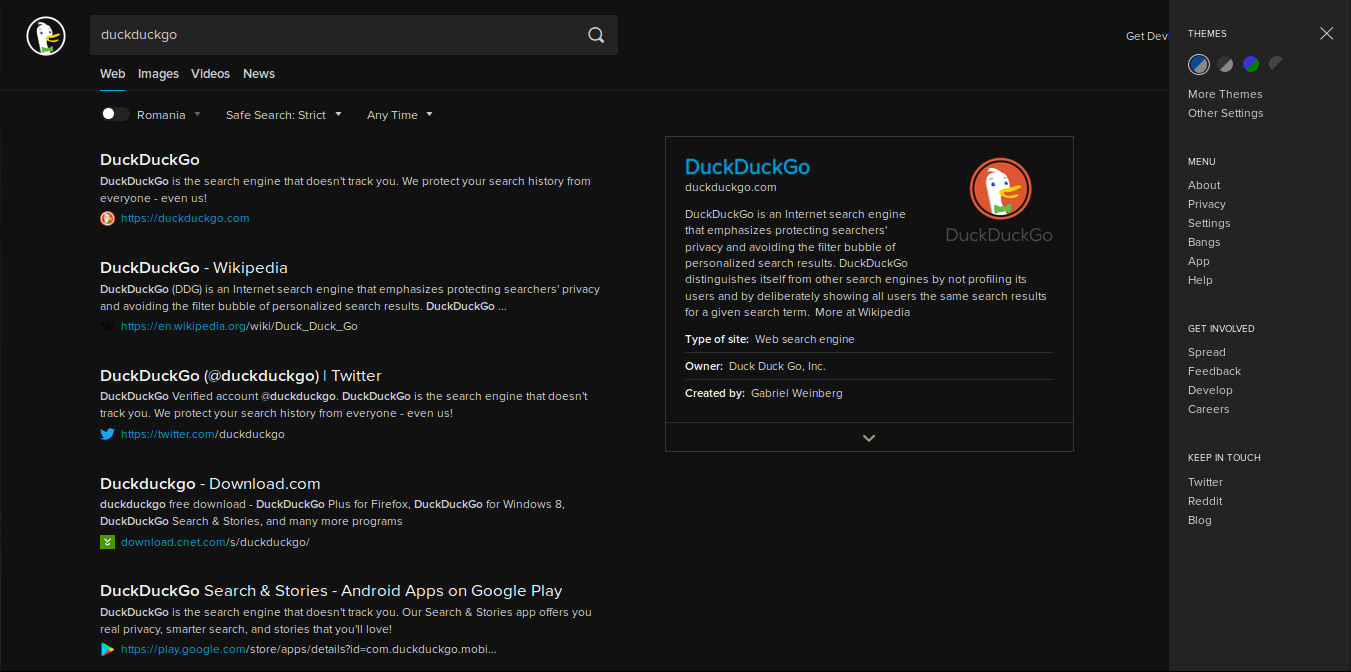 duckduckgo
Get Dev
Web Images Videos News
Romania Safe Search: Strict Any Time
DuckDuckGo
DuckDuckGo is the search engine that doesn't track you. We protect your search history from
everyone - even us!
https://duckduckgo.com
DuckDuckGo - Wikipedia
DuckDuckGo (DDG) is an Internet search engine that emphasizes protecting searchers' privacy
and avoiding the filter bubble of personalized search results. DuckDuckGo ...
W https://en.wikipedia.org/wiki/Duck_Duck_Go
DuckDuckGo (@duckduckgo) | Twitter
DuckDuckGo Verified account @duckduckgo. DuckDuckGo is the search engine that doesn't
track you. We protect your search history from everyone - even us!
https://twitter.com/duckduckgo
Duckduckgo - Download.com
duckduckgo free download - DuckDuckGo Plus for Firefox, DuckDuckGo for Windows 8,
DuckDuckGo Search & Stories, and many more programs
download.cnet.com/s/duckduckgo/
DuckDuckGo Search & Stories - Android Apps on Google Play
DuckDuckGo is the search engine that doesn't track you. Our Search & Stories app offers you
real privacy, smarter search, and stories that you'll love!
https://play.google.com/store/apps/details?id=com.duckduckgo.mobi...
DuckDuckGo
duckduckgo.com
DuckDuckGo
DuckDuckGo is an Internet search engine
that emphasizes protecting searchers'
privacy and avoiding the filter bubble of
personalized search results. DuckDuckGo
distinguishes itself from other search engines by not profiling its
users and by deliberately showing all users the same search results
for a given search term. More at Wikipedia
Type of site: Web search engine
Owner: Duck Duck Go, Inc.
Created by: Gabriel Weinberg
THEMES
More Themes
Other Settings
MENU
About
Privacy
Settings
Bangs
App
Help
GET INVOLVED
Spread
Feedback
Develop
Careers
KEEP IN TOUCH
Twitter
Reddit
Blog